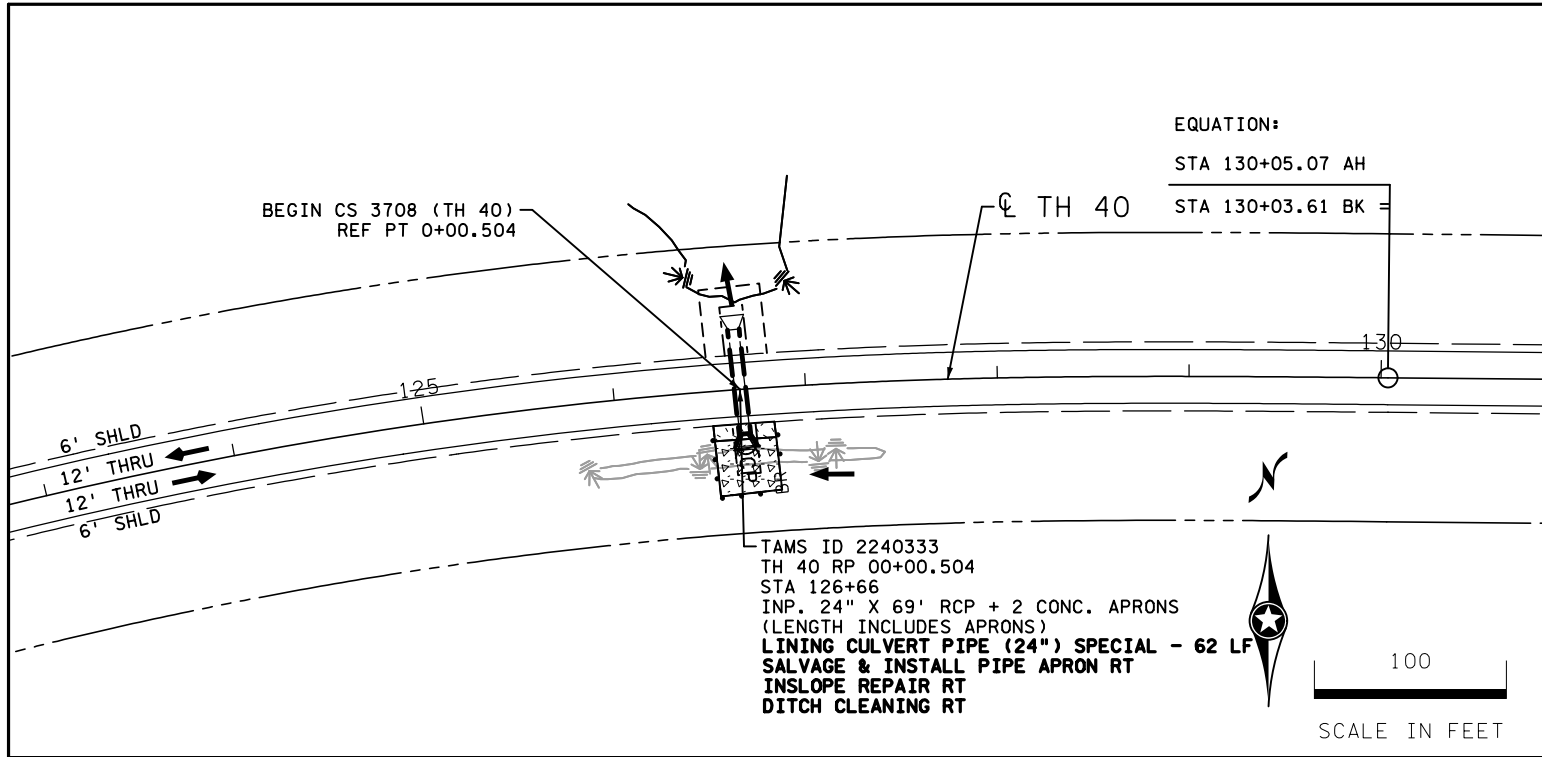 EQUATION:
STA 130+05.07 AH
STA 130+03.61 BK =
BEGIN CS 3708 (TH 40)
REF PT 0+00.504
℄ TH 40
130
125
6' SHLD
12' THRU
12' THRU
6' SHLD
N
TAMS ID 2240333
TH 40 RP 00+00.504
STA 126+66
INP. 24" X 69' RCP + 2 CONC. APRONS
(LENGTH INCLUDES APRONS)
LINING CULVERT PIPE (24") SPECIAL - 62 LF
SALVAGE & INSTALL PIPE APRON RT
INSLOPE REPAIR RT
DITCH CLEANING RT
100
SCALE IN FEET